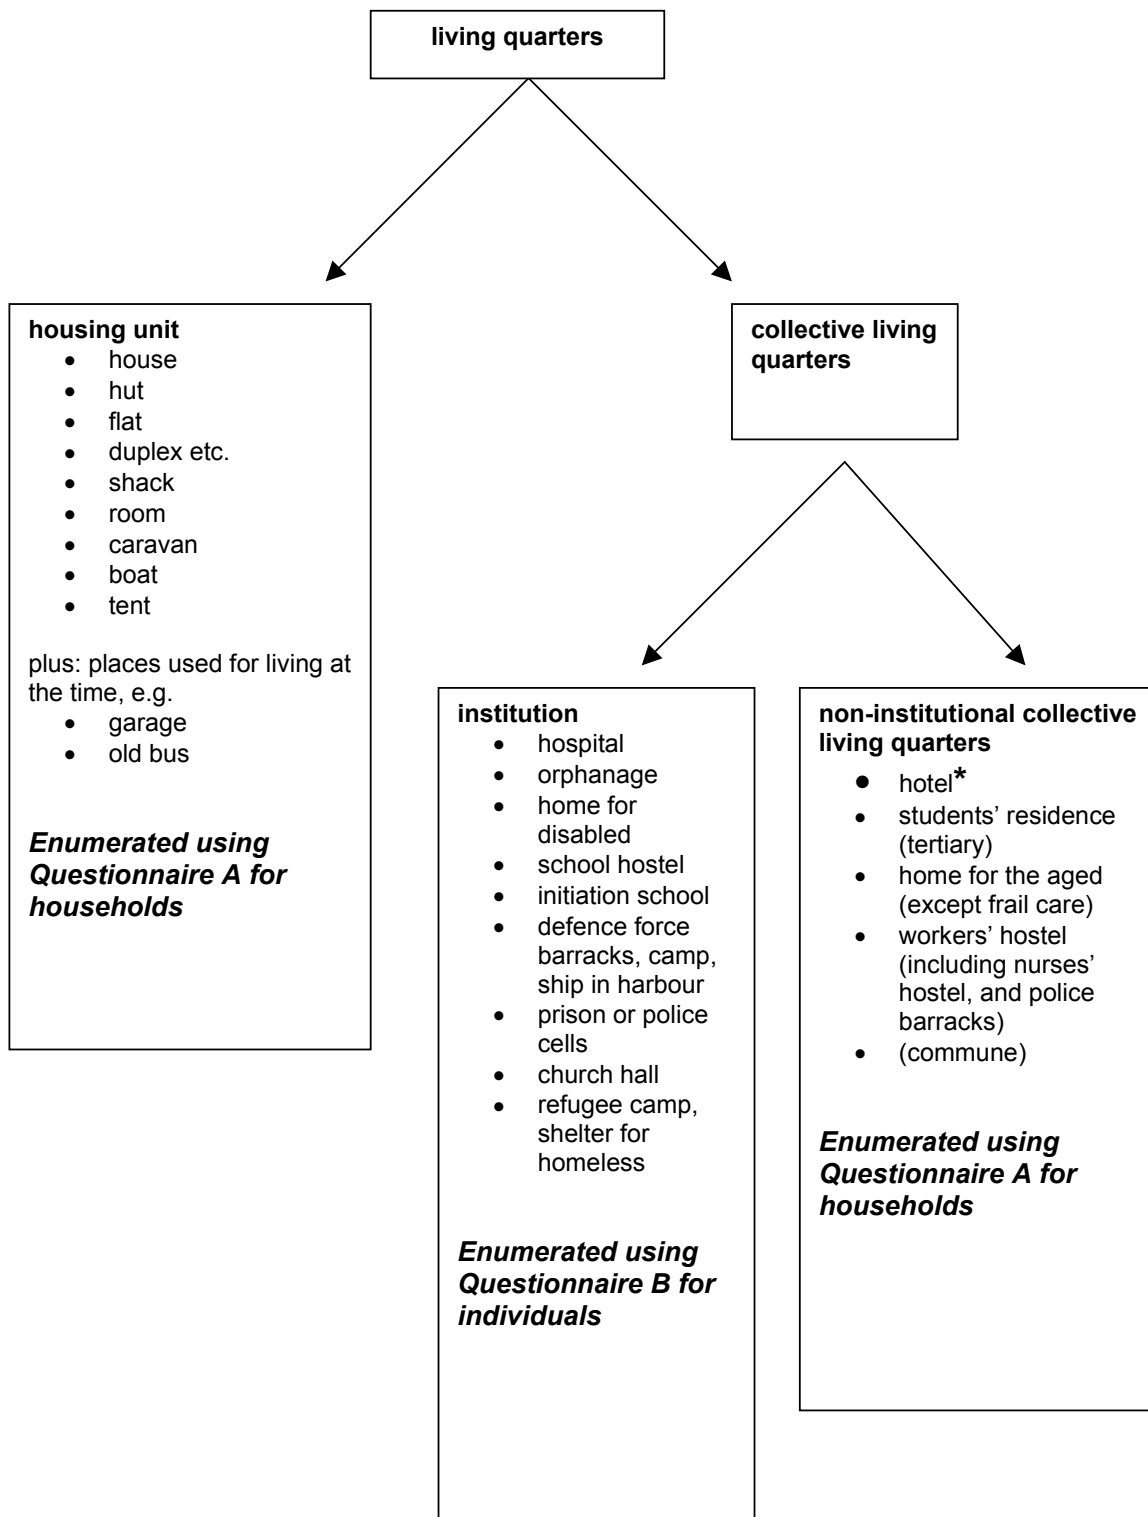 living quarters
housing unit
• house
• hut
• flat
• duplex etc.
• shack
• room
• caravan
• boat
• tent
plus: places used for living at
the time, e.g.
• garage
• old bus
Enumerated using
Questionnaire A for
households
collective living
quarters
institution
• hospital
• orphanage
• home for
disabled
• school hostel
• initiation school
• defence force
barracks, camp,
ship in harbour
• prison or police
cells
• church hall
• refugee camp,
shelter for
homeless
Enumerated using
Questionnaire B for
individuals
non-institutional collective
living quarters
• hotel*
• students’ residence
(tertiary)
• home for the aged
(except frail care)
• workers’ hostel
(including nurses’
hostel, and police
barracks)
• (commune)
Enumerated using
Questionnaire A for
households